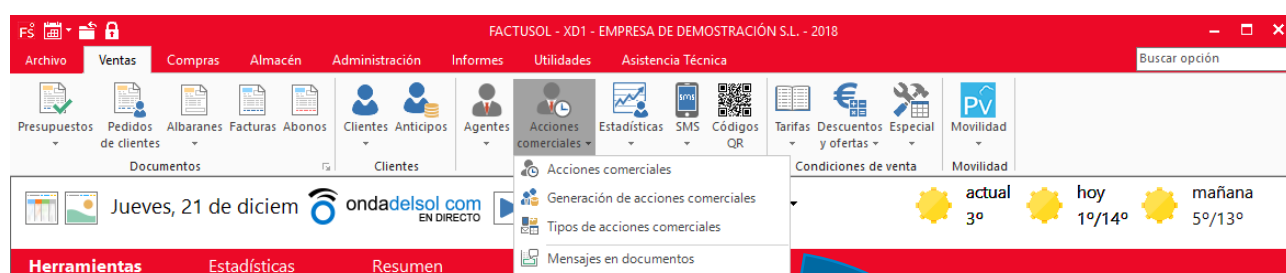 FS
FACTUSOL - XD1 - EMPRESA DE DEMOSTRACIÓN S.L. - 2018
Archivo Ventas Compras Almacén Administración Informes Utilidades Asistencia Técnica Buscar opción
Presupuestos Pedidos de clientes Albaranes Facturas Abonos
Documentos
Clientes Anticipos
Clientes
Agentes Acciones comerciales Estadísticas SMS Códigos QR
Tarifas Descuentos y ofertas Especial
Condiciones de venta
PV
Movilidad
Movilidad
Acciones comerciales
Generación de acciones comerciales
Tipos de acciones comerciales
Mensajes en documentos
Jueves, 21 de diciem
ondadelsol com
EN DIRECTO
actual
3º
hoy
1º/14º
mañana
5º/13º
Herramientas Estadísticas Resumen